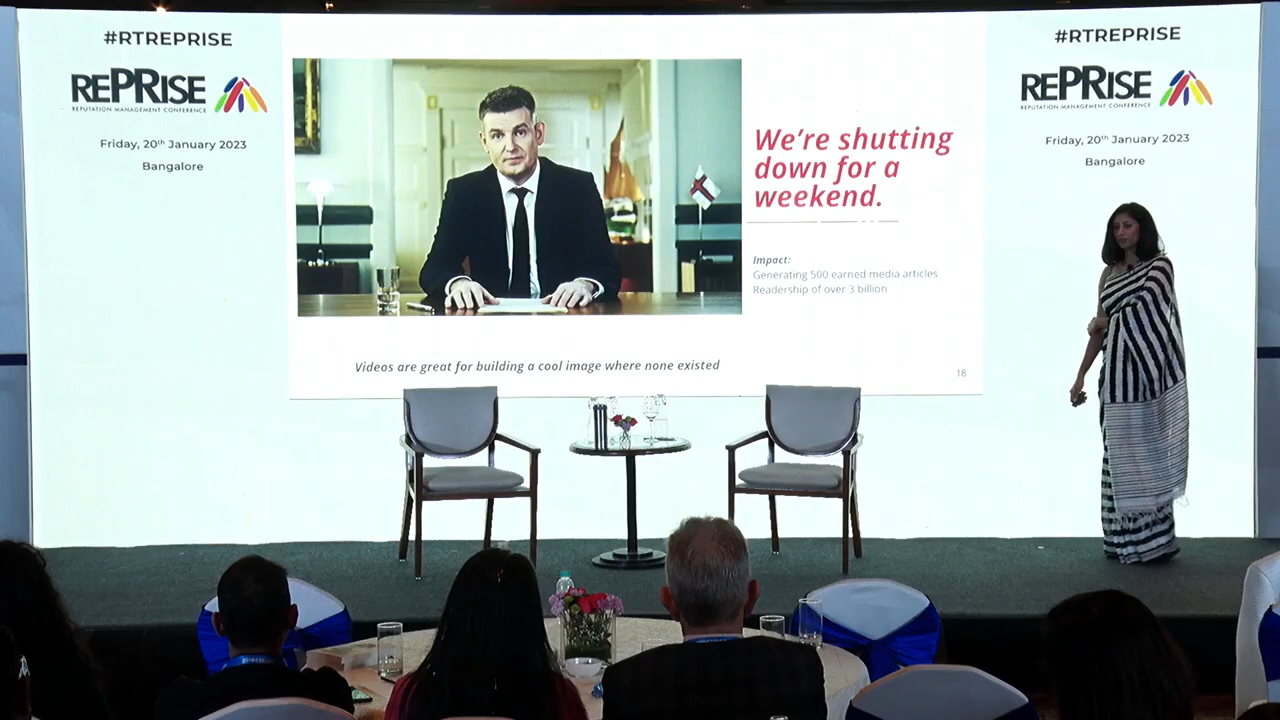 #RTREPRISE
REPRISE
REPUTATION MANAGEMENT CONFERENCE
Friday, 20th January 2023
Bangalore
We're shutting
down for a
weekend.
Impact:
Generating 500 earned media articles
Readership of over 3 billion
Videos are great for building a cool image where none existed
18
#RTREPRISE
REPRISE
REPUTATION MANAGEMENT CONFERENCE
Friday, 20th January 2023
Bangalore